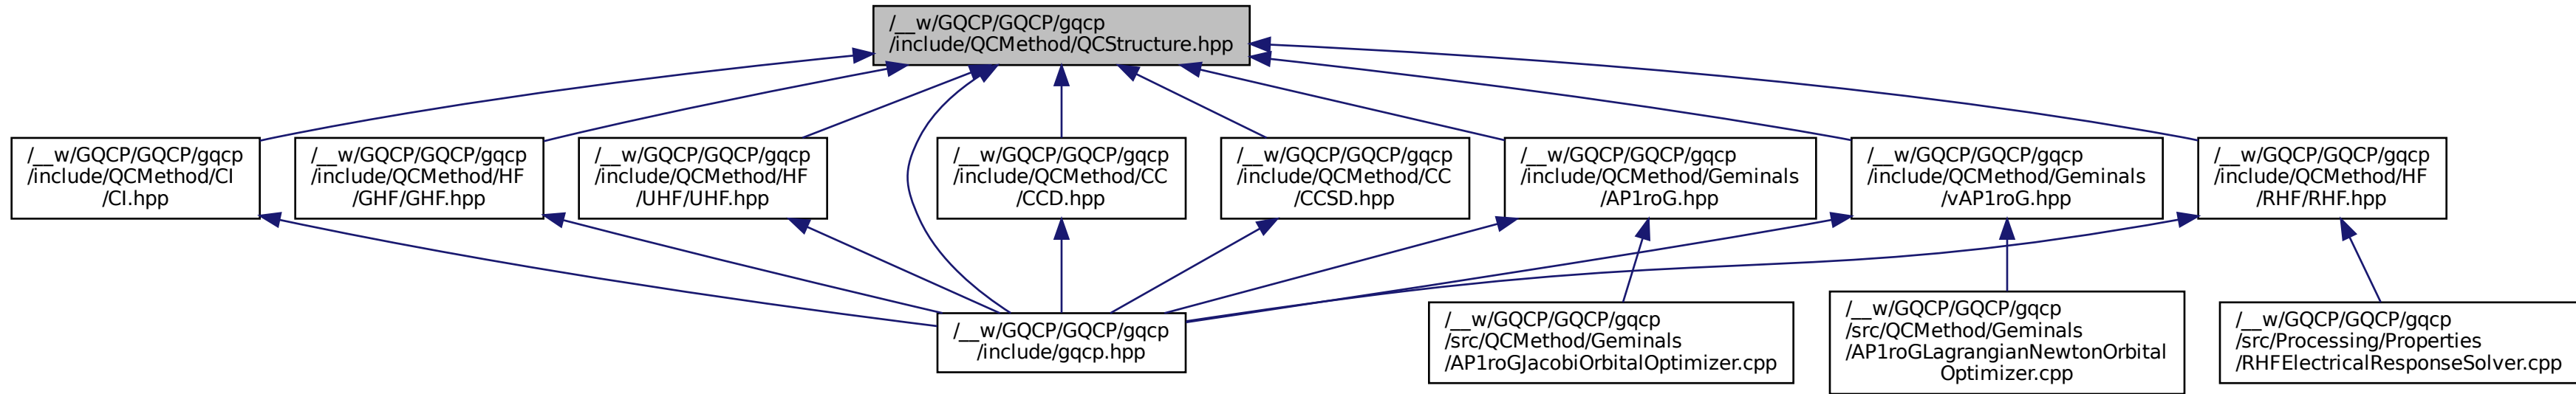 /__w/GQCP/GQCP/gqcp
/include/QCMethod/QCStructure.hpp
/__w/GQCP/GQCP/gqcp
/include/QCMethod/CI
/CI.hpp
/__w/GQCP/GQCP/gqcp
/include/QCMethod/HF
/GHF/GHF.hpp
/__w/GQCP/GQCP/gqcp
/include/QCMethod/HF
/UHF/UHF.hpp
/__w/GQCP/GQCP/gqcp
/include/QCMethod/CC
/CCD.hpp
/__w/GQCP/GQCP/gqcp
/include/QCMethod/CC
/CCSD.hpp
/__w/GQCP/GQCP/gqcp
/include/QCMethod/Geminals
/AP1roG.hpp
/__w/GQCP/GQCP/gqcp
/include/QCMethod/Geminals
/vAP1roG.hpp
/__w/GQCP/GQCP/gqcp
/include/QCMethod/HF
/RHF/RHF.hpp
/__w/GQCP/GQCP/gqcp
/include/gqcp.hpp
/__w/GQCP/GQCP/gqcp
/src/QCMethod/Geminals
/AP1roGJacobiOrbitalOptimizer.cpp
/__w/GQCP/GQCP/gqcp
/src/QCMethod/Geminals
/AP1roGLagrangianNewtonOrbital
Optimizer.cpp
/__w/GQCP/GQCP/gqcp
/src/Processing/Properties
/RHFElectricalResponseSolver.cpp